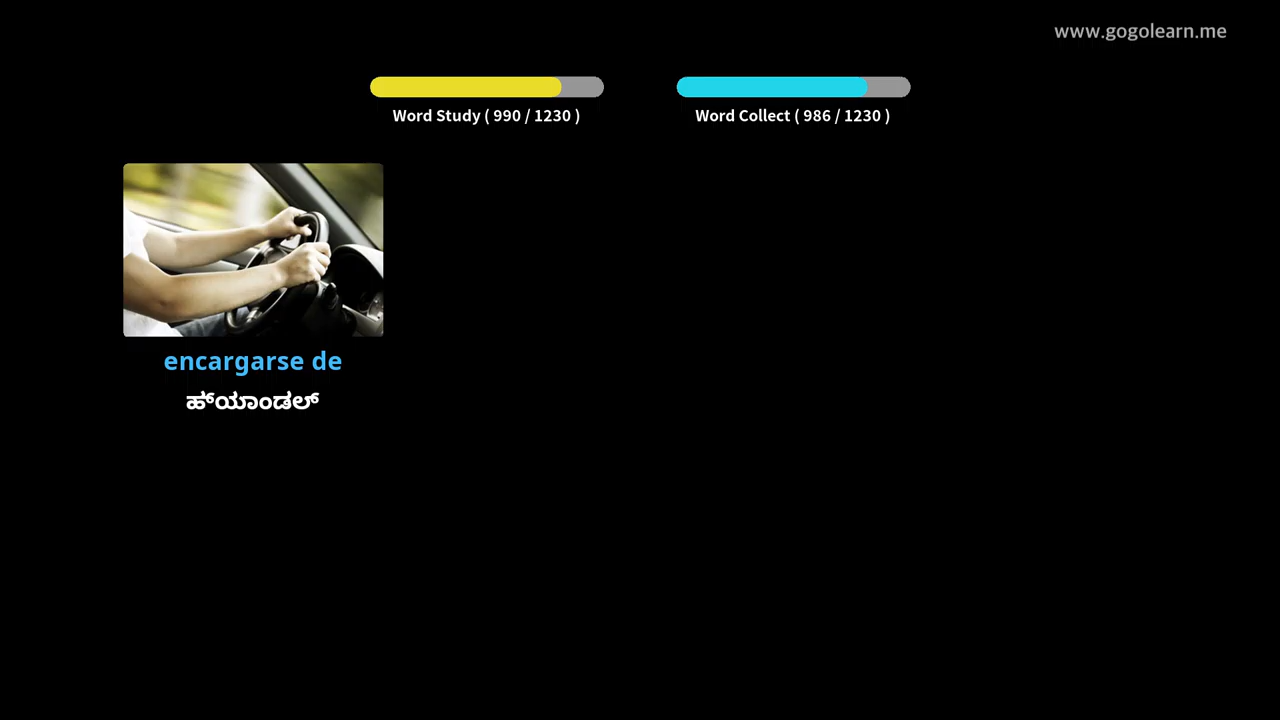 www.gogolearn.me
Word Study ( 990 / 1230 )
Word Collect ( 986 / 1230 )
encargarse de
ಹ್ಯಾಂಡಲ್